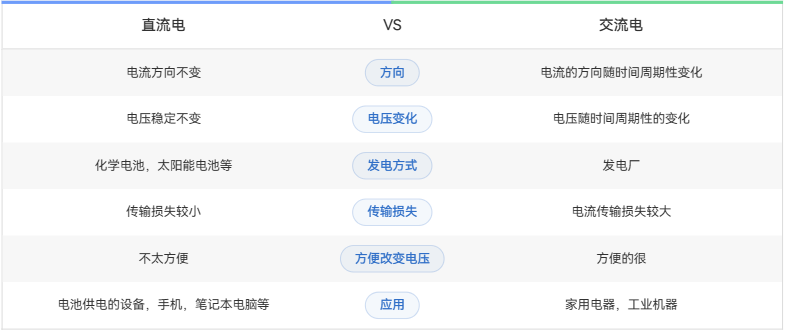 直流电 VS 交流电
电流方向不变 方向 电流的方向随时间周期性变化
电压稳定不变 电压变化 电压随时间周期性的变化
化学电池，太阳能电池等 发电方式 发电厂
传输损失较小 传输损失 电流传输损失较大
不太方便 方便改变电压 方便的很
电池供电的设备，手机，笔记本电脑等 应用 家用电器，工业机器